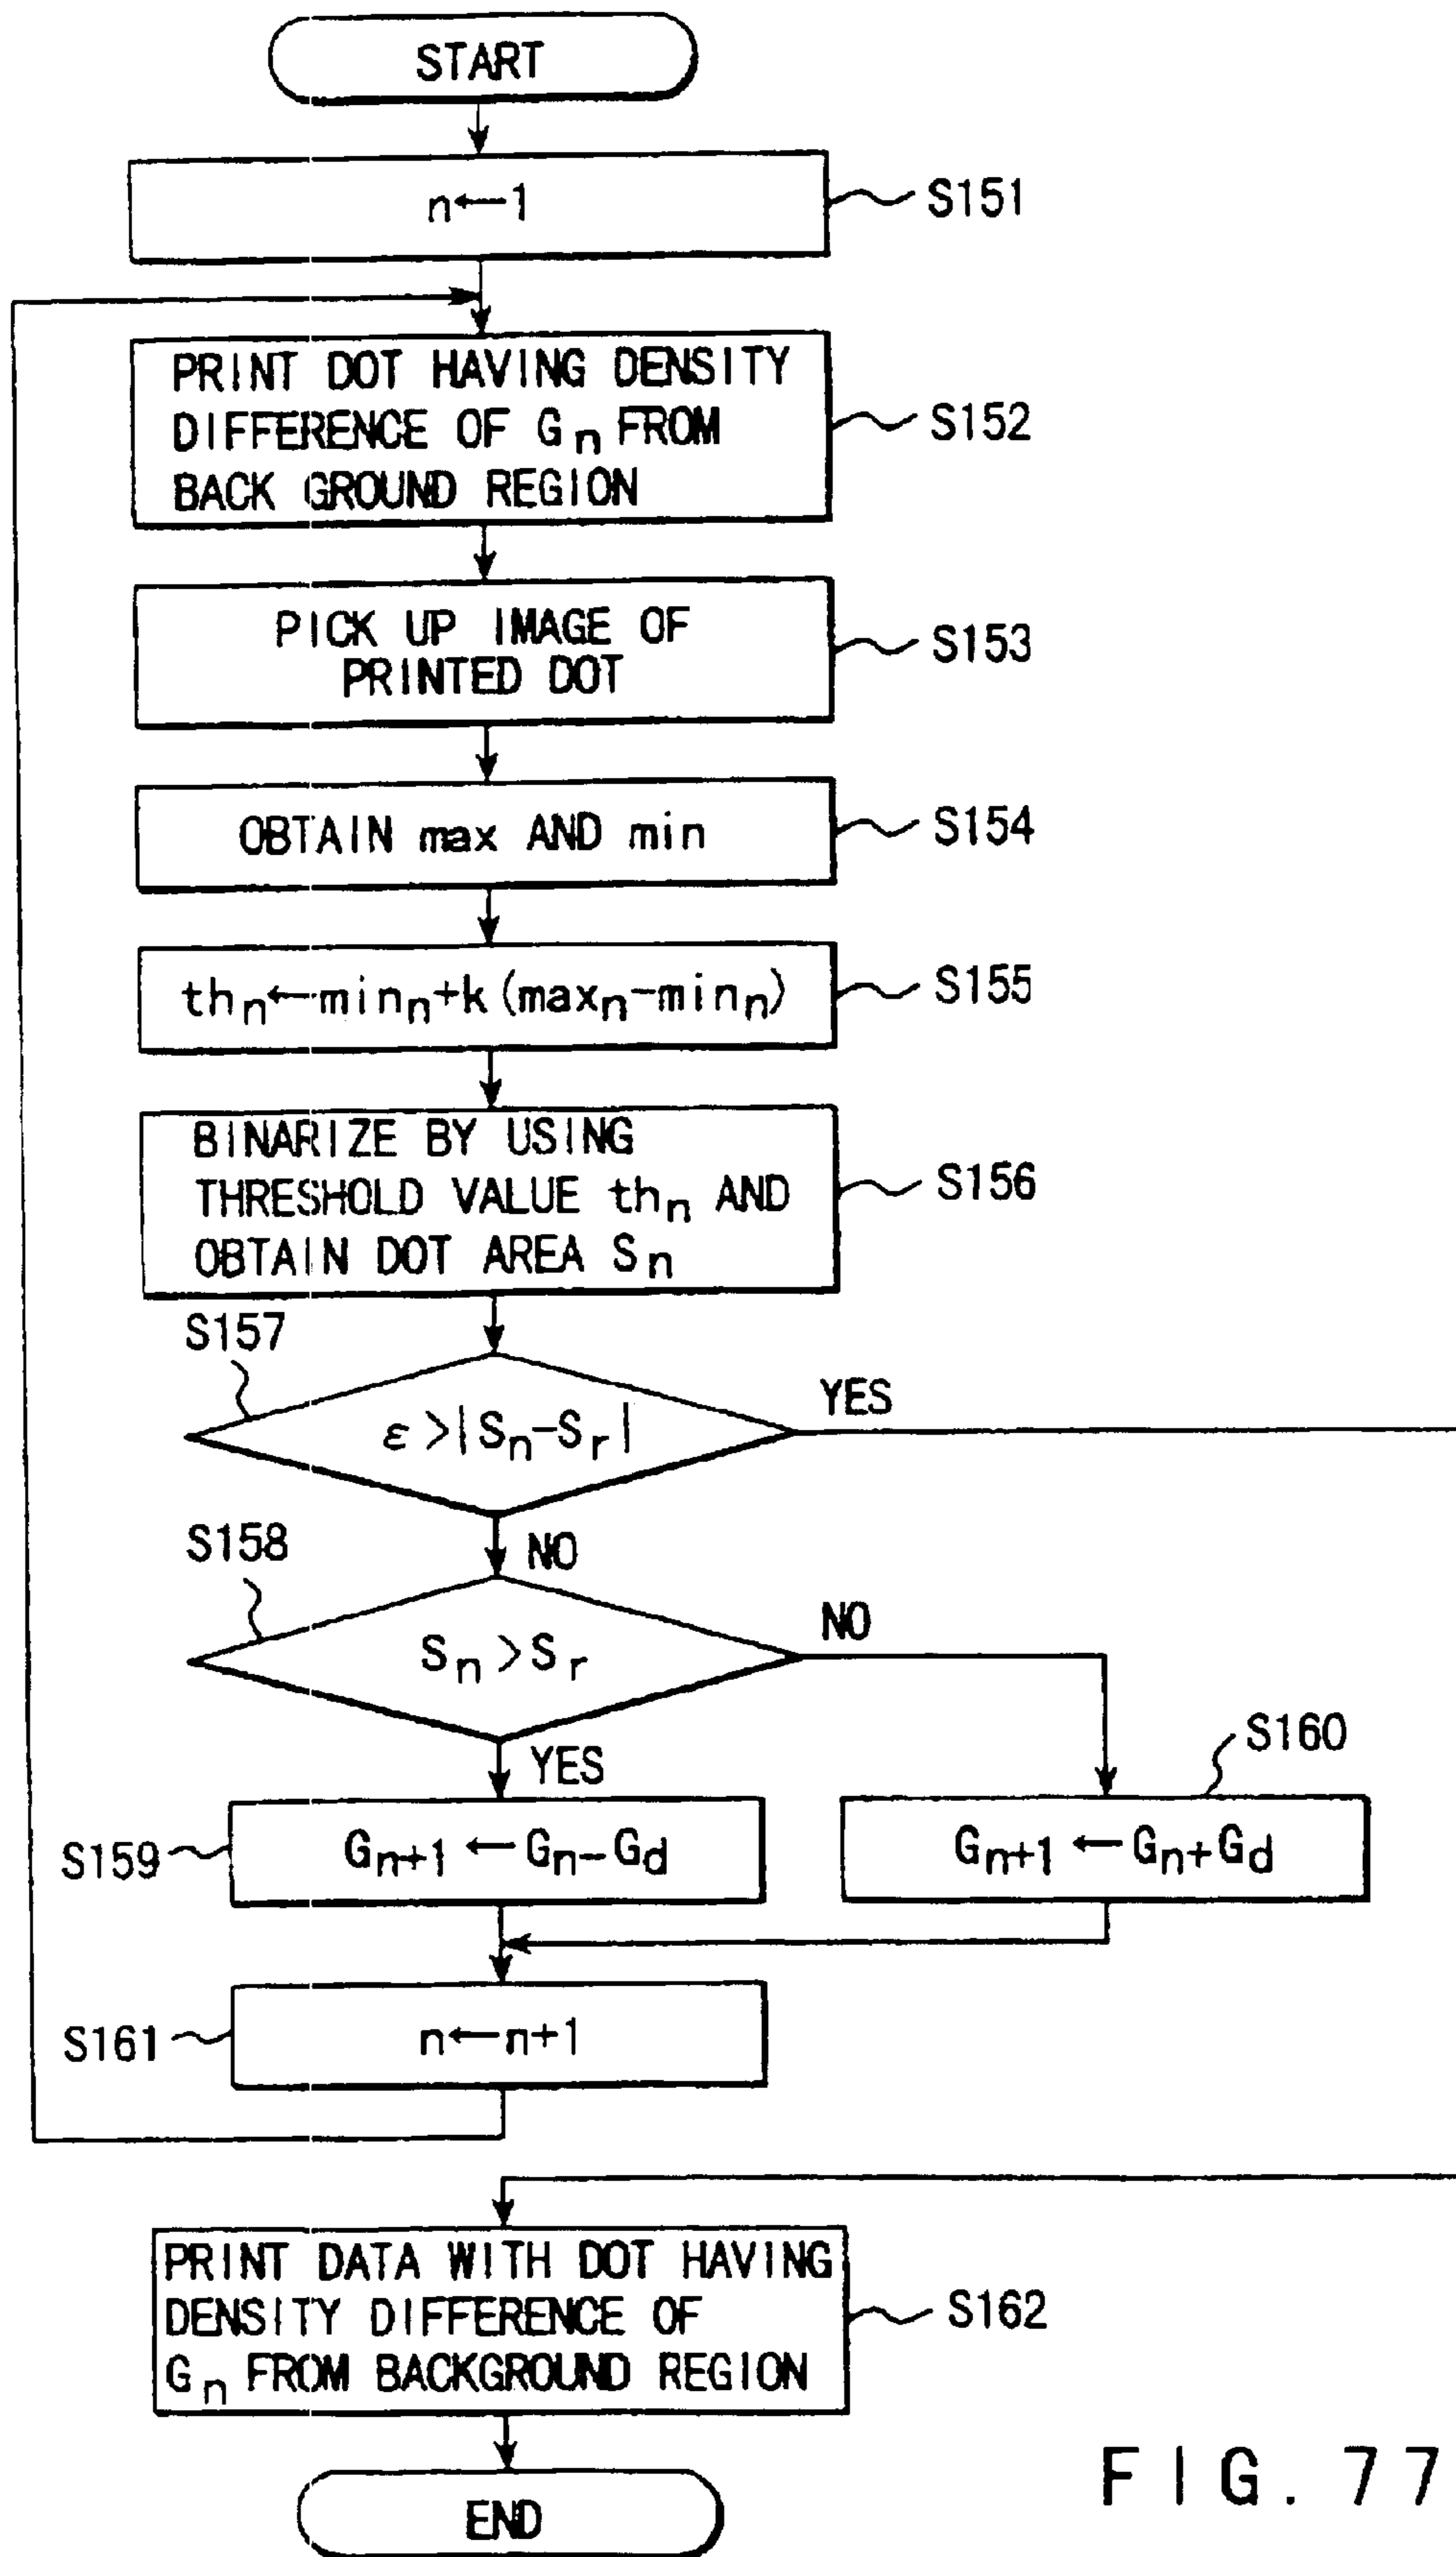 START
n←1
S151
PRINT DOT HAVING DENSITY
DIFFERENCE OF Gn FROM
BACK GROUND REGION
S152
PICK UP IMAGE OF
PRINTED DOT
S153
OBTAIN max AND min
S154
thn←minn+k(maxn-minn)
S155
BINARIZE BY USING
THRESHOLD VALUE thn AND
OBTAIN DOT AREA Sn
S156
S157
ε>|Sn-Sr|
YES
NO
S158
Sn>Sr
NO
YES
S159
Gn+1←Gn-Gd
S160
Gn+1←Gn+Gd
S161
n←n+1
PRINT DATA WITH DOT HAVING
DENSITY DIFFERENCE OF
Gn FROM BACKGROUND REGION
S162
END
FIG. 77